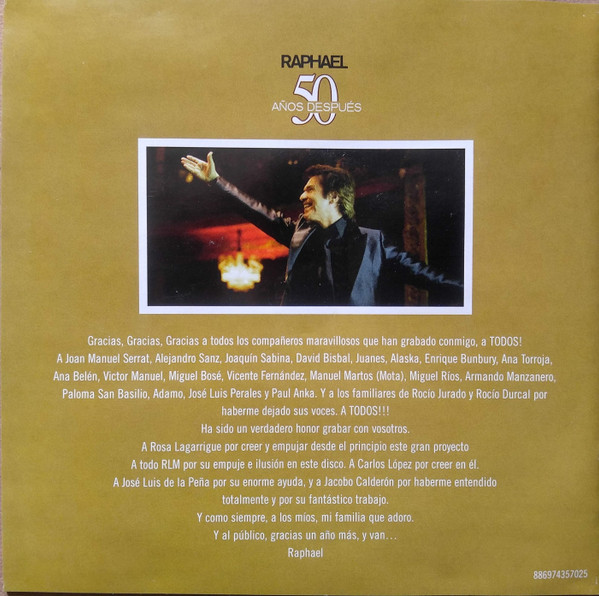 RAPHAEL
50
AÑOS DESPUÉS
Gracias, Gracias, Gracias a todos los compañeros maravillosos que han grabado conmigo, a TODOS!
A Joan Manuel Serrat, Alejandro Sanz, Joaquín Sabina, David Bisbal, Juanes, Alaska, Enrique Bunbury, Ana Torroja,
Ana Belén, Victor Manuel, Miguel Bosé, Vicente Fernández, Manuel Martos (Mota), Miguel Ríos, Armando Manzanero,
Paloma San Basilio, Adamo, José Luis Perales y Paul Anka. Y a los familiares de Rocio Jurado y Rocío Durcal por
haberme dejado sus voces. A TODOS!!!
Ha sido un verdadero honor grabar con vosotros.
A Rosa Lagarrigue por creer y empujar desde el principio este gran proyecto
A todo RLM por su empuje e ilusión en este disco. A Carlos López por creer en él.
A José Luis de la Peña por su enorme ayuda, y a Jacobo Calderón por haberme entendido
totalmente y por su fantástico trabajo.
Y como siempre, a los míos, mi familia que adoro.
Y al público, gracias un año más, y van...
Raphael
886974357025